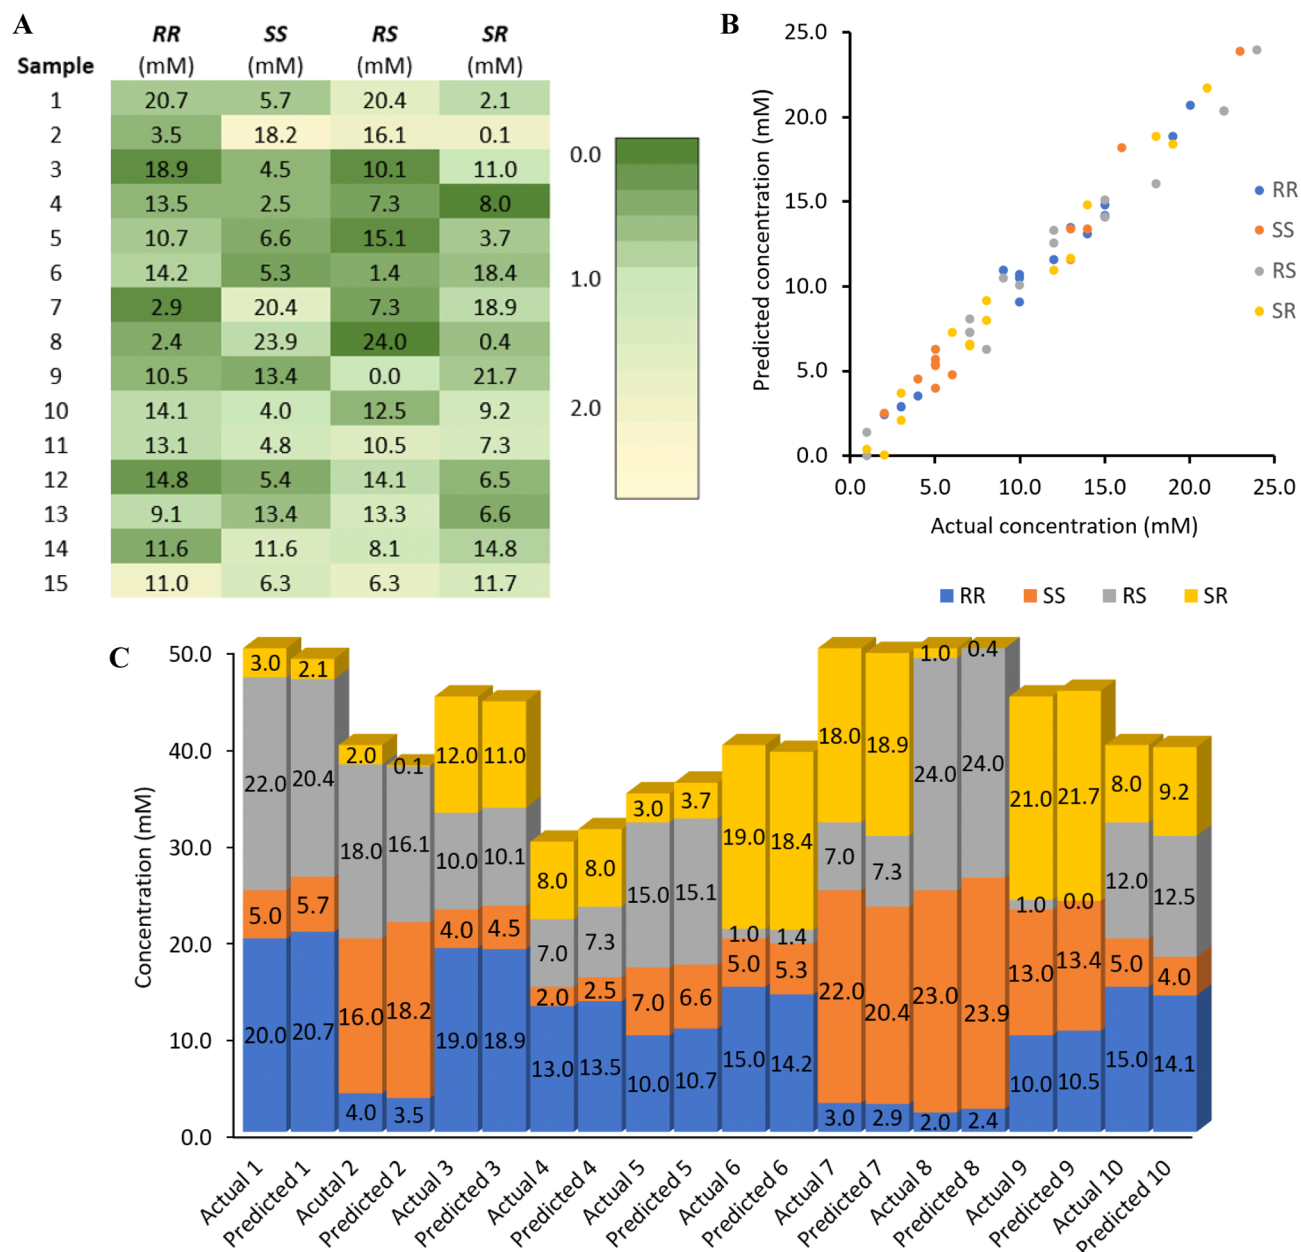 A
RR SS RS SR
Sample (mM) (mM) (mM) (mM)
1 20.7 5.7 20.4 2.1
2 3.5 18.2 16.1 0.1
3 18.9 4.5 10.1 11.0
4 13.5 2.5 7.3 8.0
5 10.7 6.6 15.1 3.7
6 14.2 5.3 1.4 18.4
7 2.9 20.4 7.3 18.9
8 2.4 23.9 24.0 0.4
9 10.5 13.4 0.0 21.7
10 14.1 4.0 12.5 9.2
11 13.1 4.8 10.5 7.3
12 14.8 5.4 14.1 6.5
13 9.1 13.4 13.3 6.6
14 11.6 11.6 8.1 14.8
15 11.0 6.3 6.3 11.7
0.0
1.0
2.0
B
Predicted concentration (mM)
25.0
20.0
15.0
10.0
5.0
0.0
0.0 5.0 10.0 15.0 20.0 25.0
Actual concentration (mM)
RR
SS
RS
SR
RR SS RS SR
C
Concentration (mM)
50.0
40.0
30.0
20.0
10.0
0.0
3.0 2.1 2.0 0.1 12.0 11.0 8.0 8.0 3.0 3.7 19.0 18.4 18.0 18.9 1.0 0.4 21.0 21.7 8.0 9.2
22.0 20.4 18.0 16.1 10.0 10.1 7.0 7.3 15.0 15.1 1.0 1.4 7.0 7.3 24.0 24.0 1.0 0.0 12.0 12.5
5.0 5.7 16.0 18.2 4.0 4.5 2.0 2.5 7.0 6.6 5.0 5.3 22.0 20.4 23.0 23.9 13.0 13.4 5.0 4.0
20.0 20.7 4.0 3.5 19.0 18.9 13.0 13.5 10.0 10.7 15.0 14.2 3.0 2.9 2.0 2.4 10.0 10.5 15.0 14.1
Actual 1
Predicted 1
Acutal 2
Predicted 2
Actual 3
Predicted 3
Actual 4
Predicted 4
Actual 5
Predicted 5
Actual 6
Predicted 6
Actual 7
Predicted 7
Actual 8
Predicted 8
Actual 9
Predicted 9
Actual 10
Predicted 10